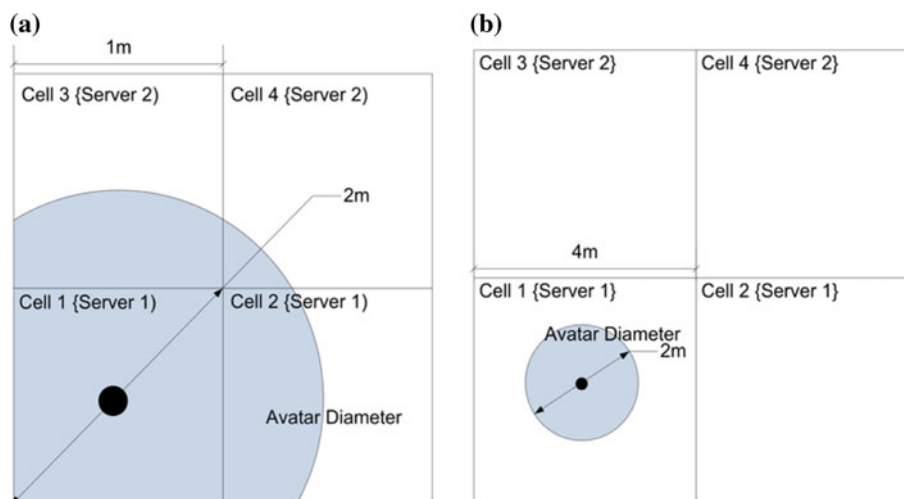 (a)
1m
Cell 3 {Server 2)
Cell 4 {Server 2)
2m
Cell 1 {Server 1)
Cell 2 {Server 1)
Avatar Diameter
(b)
Cell 3 {Server 2}
Cell 4 {Server 2}
4m
Cell 1 {Server 1}
Cell 2 {Server 1}
Avatar Diameter
2m